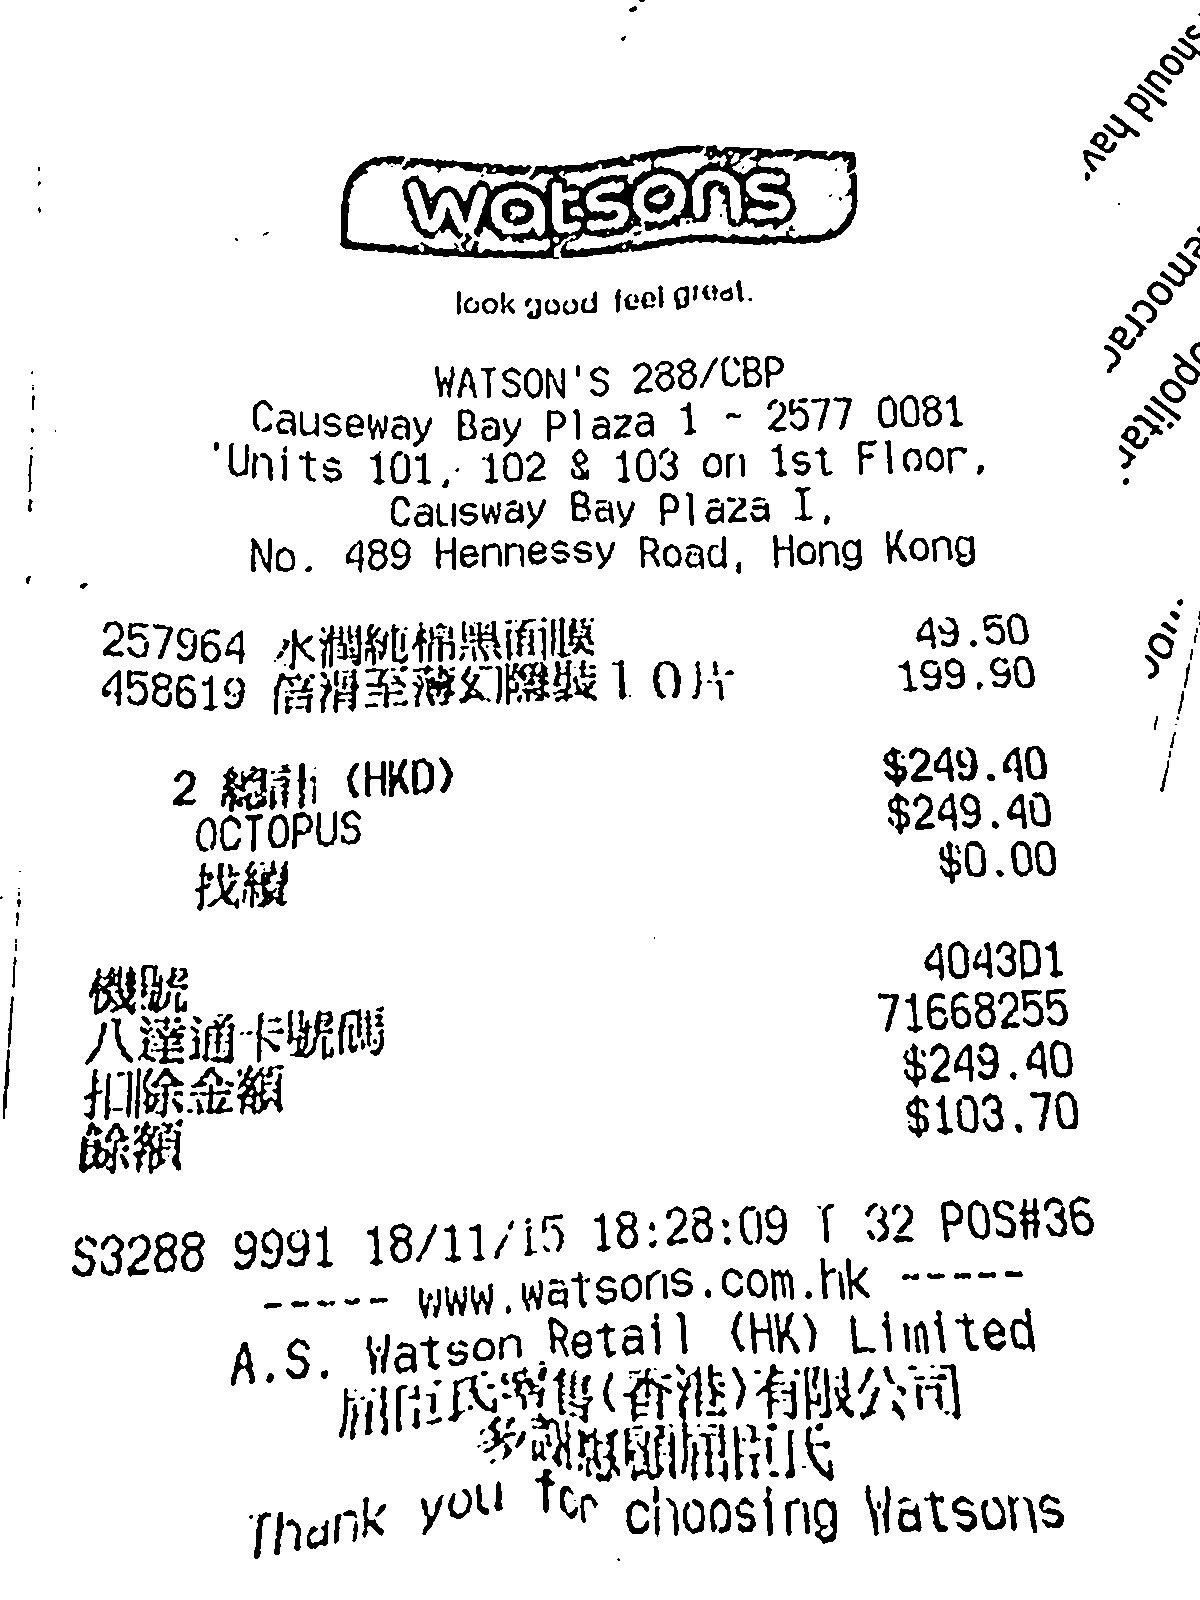 watsons
look good feel great.
WATSON'S 288/CBP
Causeway Bay Plaza 1 ~ 2577 0081
Units 101, 102 & 103 on 1st Floor,
Causway Bay Plaza I,
No. 489 Hennessy Road, Hong Kong
257964 水潤純棉黑面膜 49.50
458619 倍滑至薄幻隱裝10片 199.90
2 總計 (HKD) $249.40
OCTOPUS $249.40
找續 $0.00
機號 4043D1
八達通卡號碼 71668255
扣除金額 $249.40
餘額 $103.70
S3288 9991 18/11/15 18:28:09 T 32 POS#36
----- www.watsons.com.hk -----
A.S. Watson Retail (HK) Limited
屈臣氏零售(香港)有限公司
多謝惠顧屈臣氏
Thank you for choosing Watsons
should hav
emocrar
politar